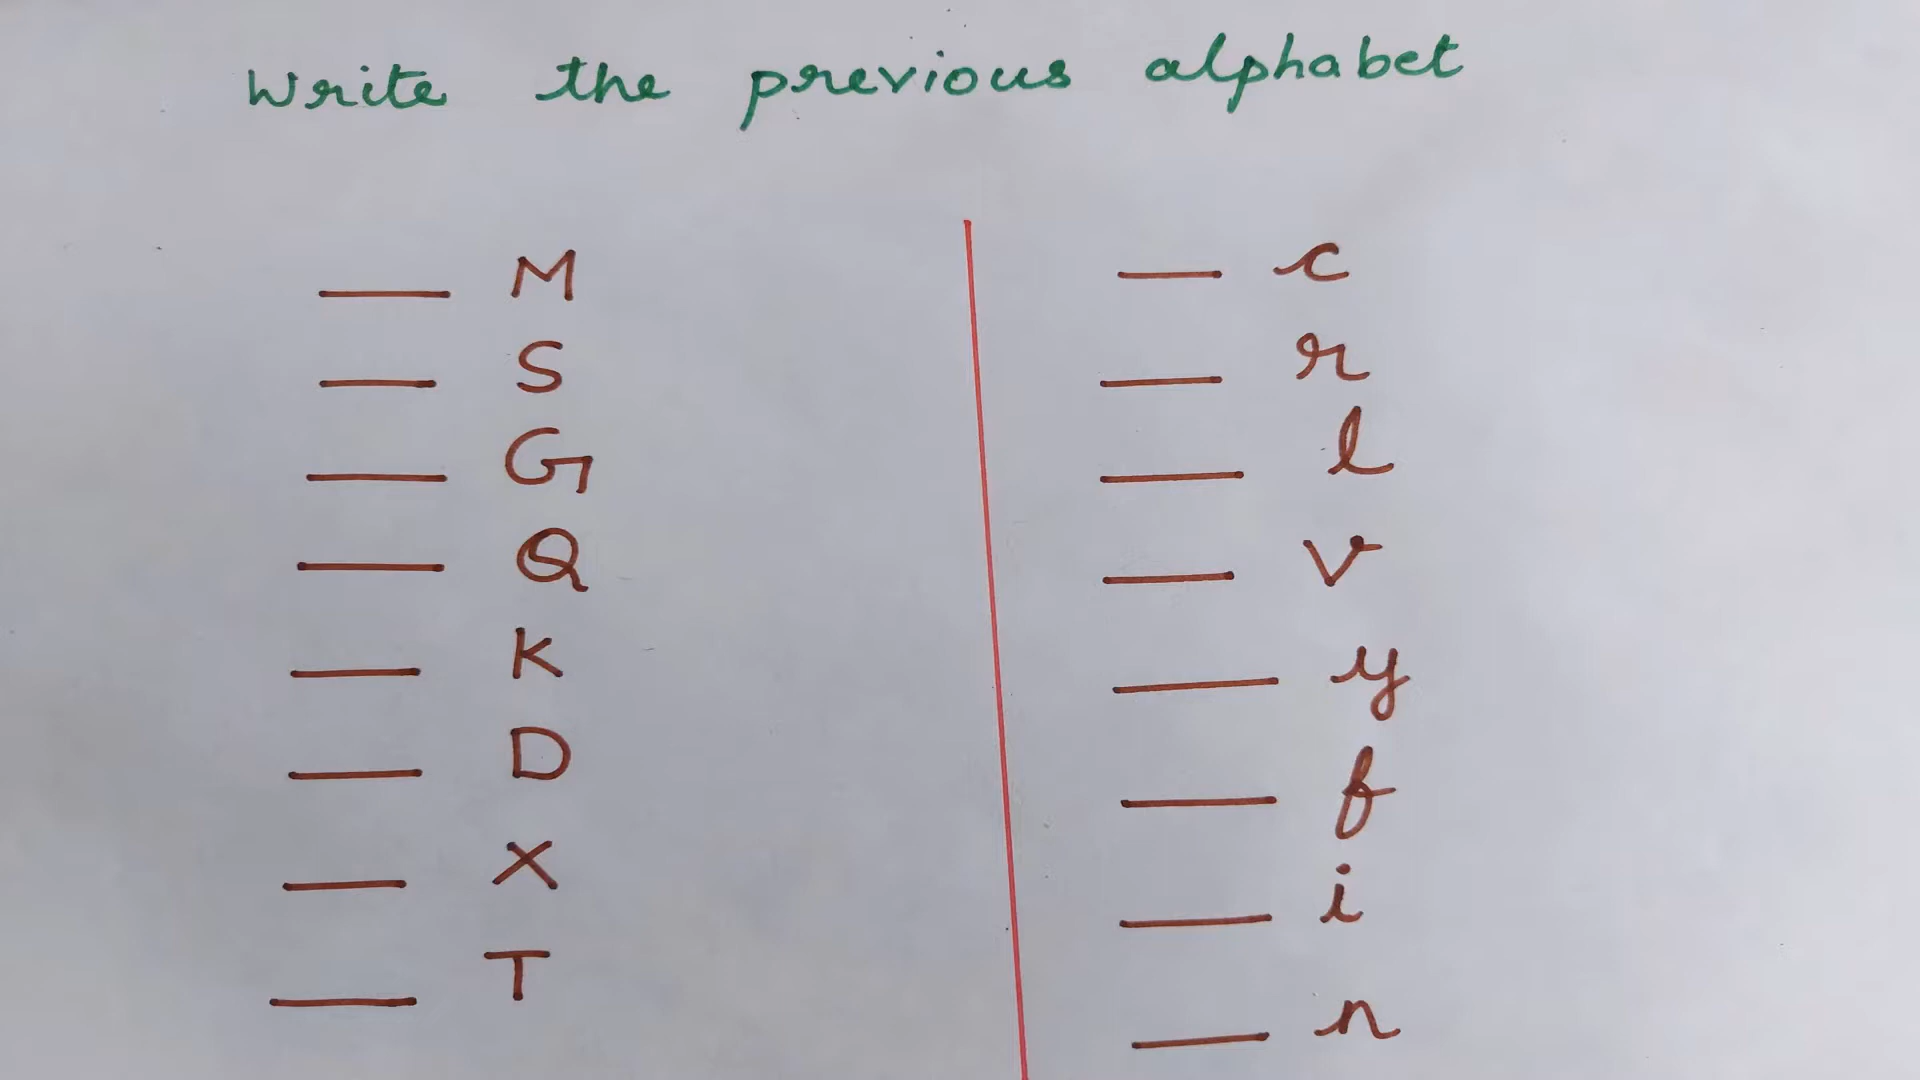 Write the previous alphabet
___ M
___ S
___ G
___ Q
___ K
___ D
___ X
___ T
___ c
___ r
___ l
___ v
___ y
___ f
___ i
___ n